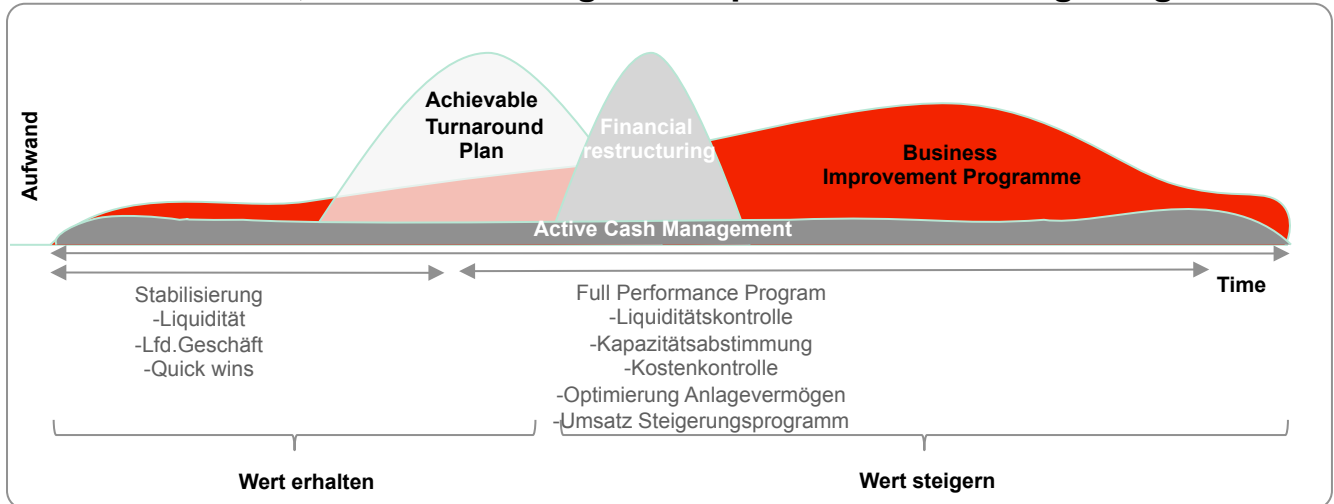 Aufwand
Achievable
Turnaround
Plan
Financial
restructuring
Business
Improvement Programme
Active Cash Management
Time
Stabilisierung
-Liquidität
-Lfd.Geschäft
-Quick wins
Full Performance Program
-Liquiditätskontrolle
-Kapazitätsabstimmung
-Kostenkontrolle
-Optimierung Anlagevermögen
-Umsatz Steigerungsprogramm
Wert erhalten
Wert steigern